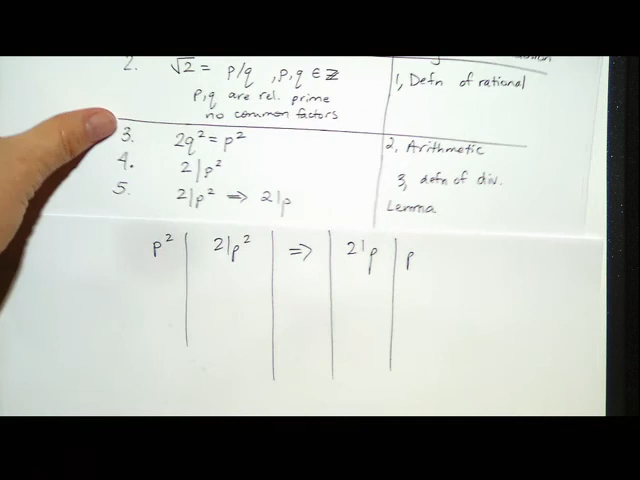 2. √2 = p/q , p,q ∈ ℤ
1, Defn of rational
p,q are rel. prime
no common factors
3. 2q² = p²
2, Arithmetic
4. 2|p²
3, defn of div.
5. 2|p² ⇒ 2|p
Lemma
p² | 2|p² | ⇒ | 2|p | p